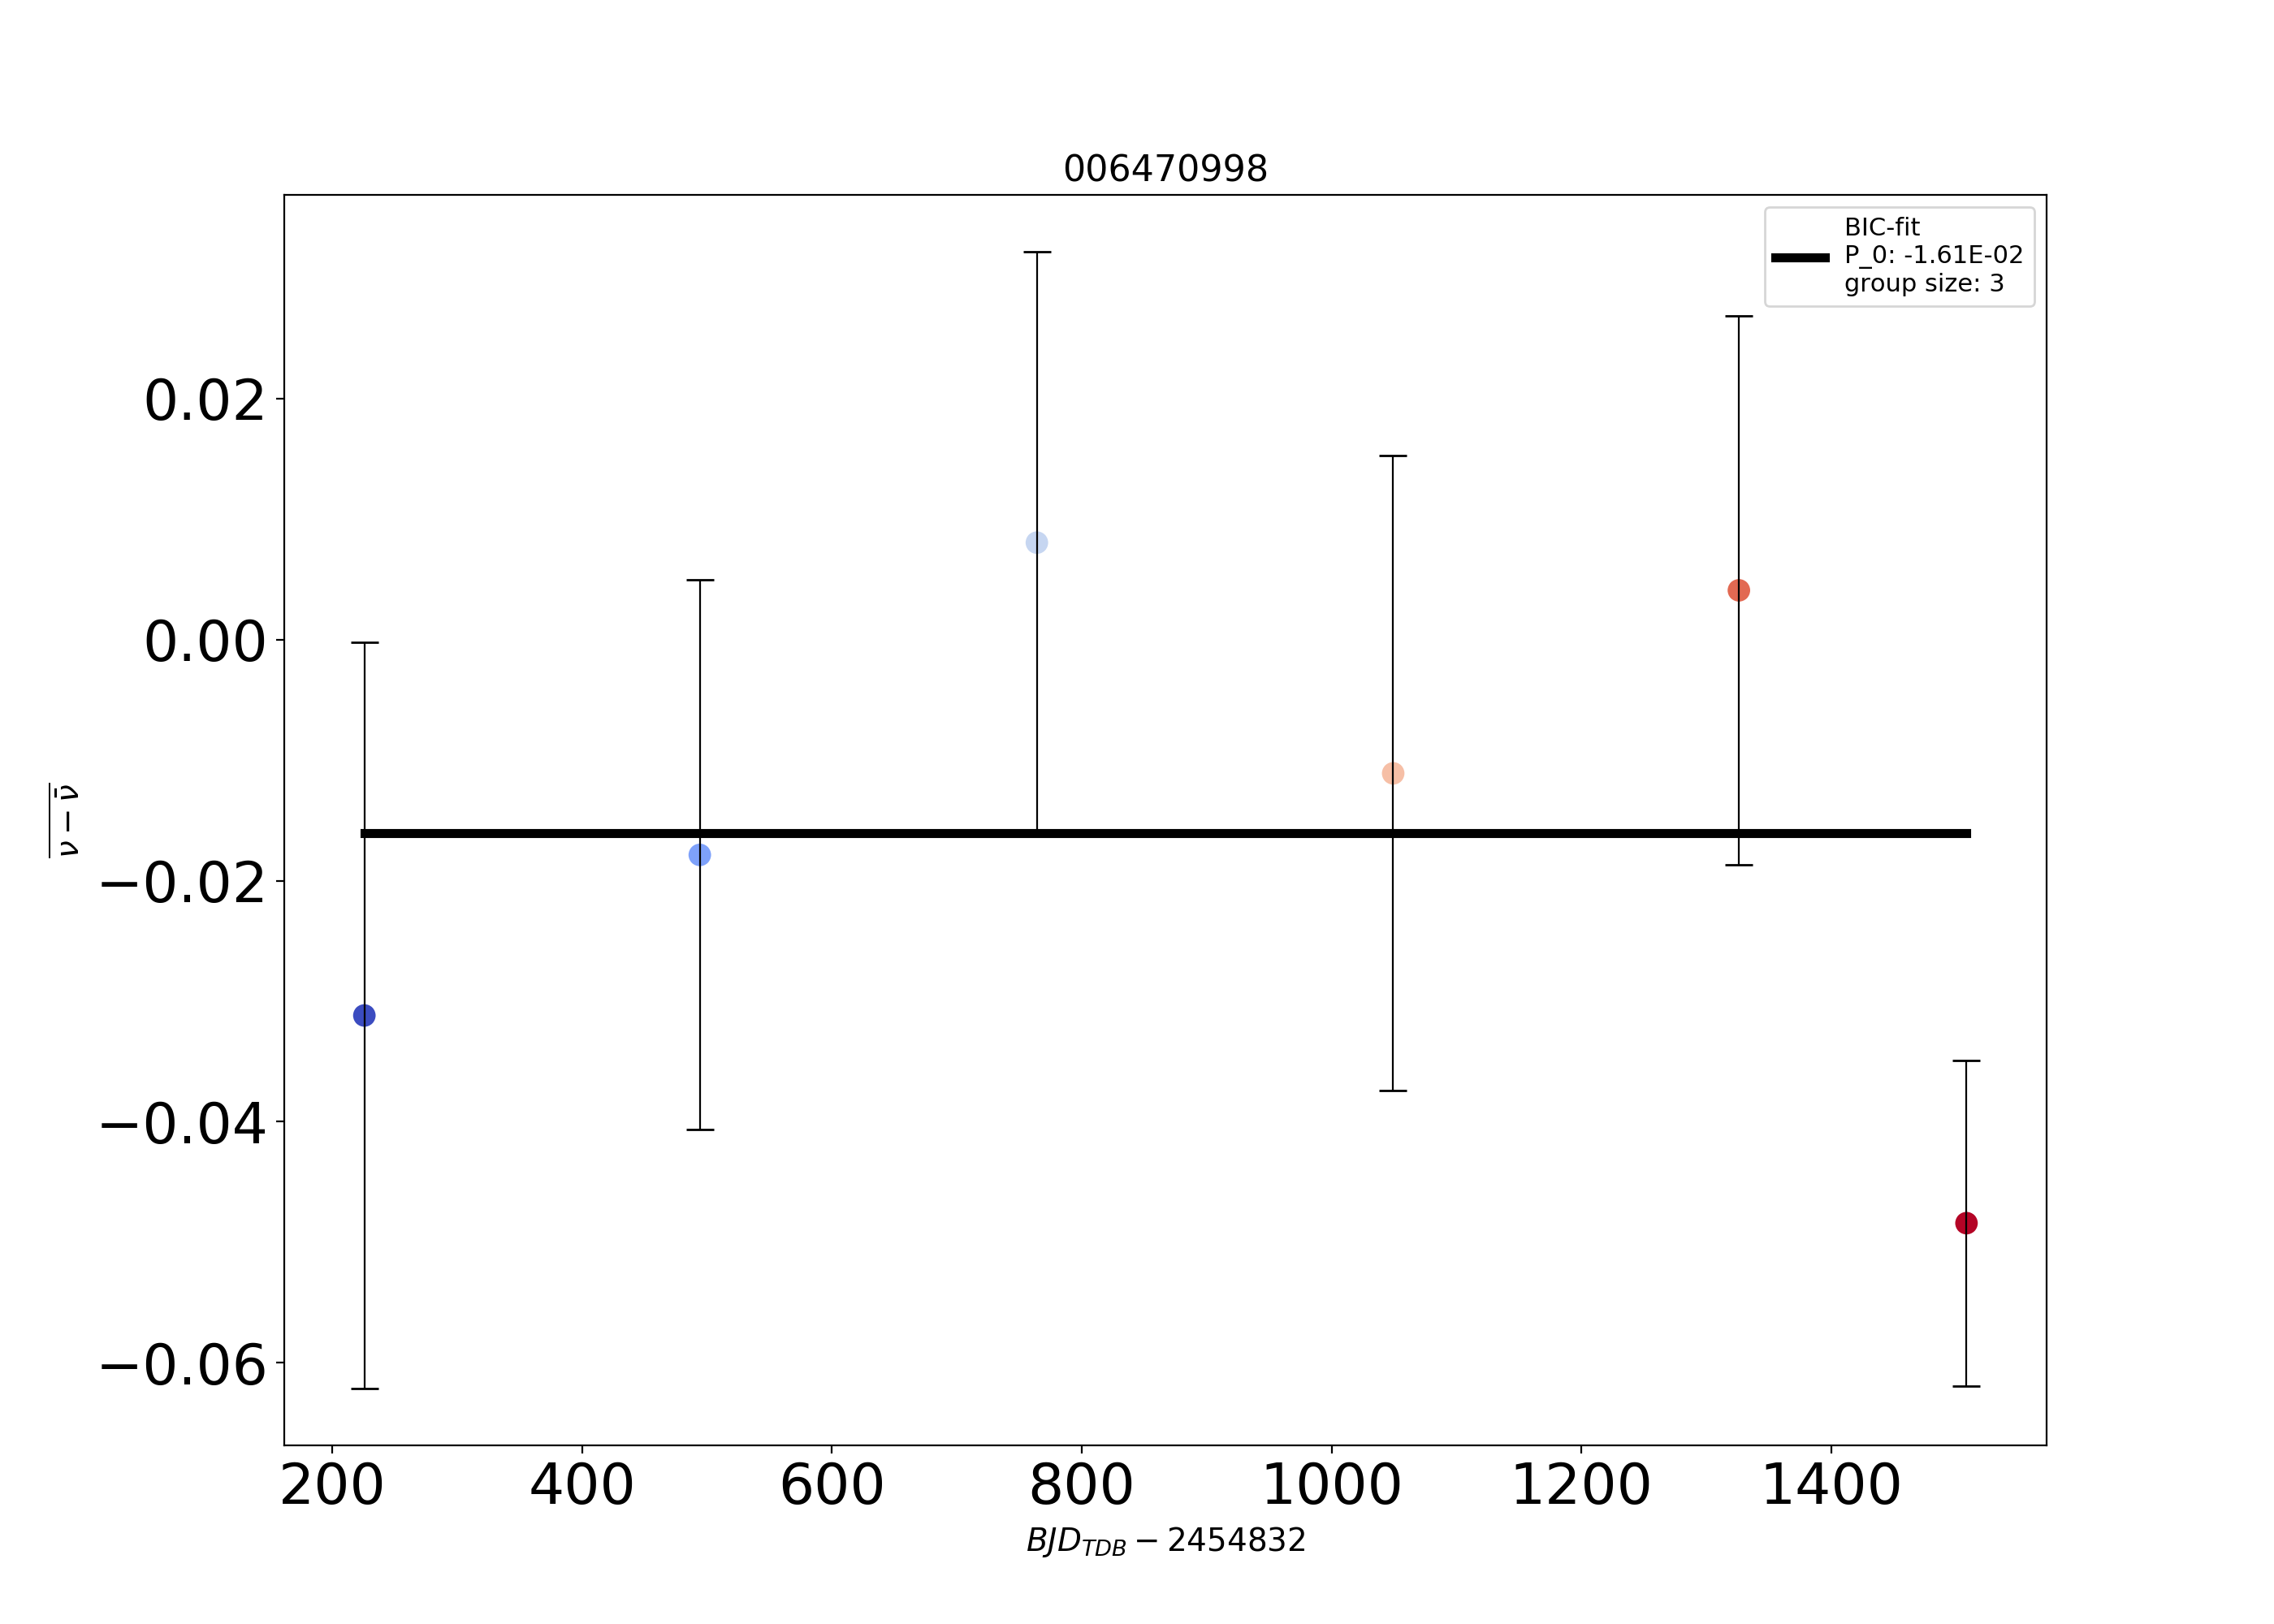 006470998
BIC-fit
P_0: -1.61E-02
group size: 3
0.02
0.00
−0.02
−0.04
−0.06
ν − ν̄
200 400 600 800 1000 1200 1400
BJD_TDB − 2454832